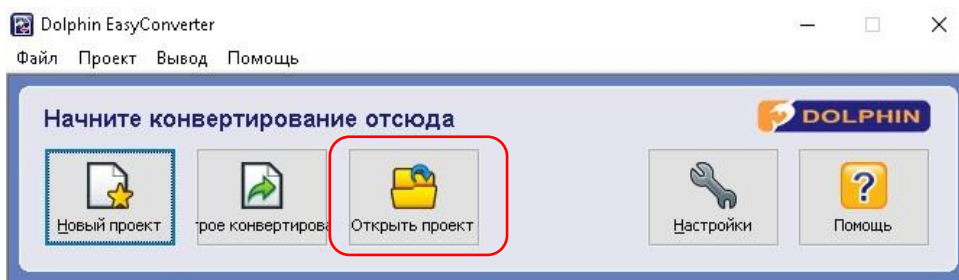 Dolphin EasyConverter
Файл Проект Вывод Помощь
Начните конвертирование отсюда
DOLPHIN
Новый проект
трое конвертирова
Открыть проект
Настройки
Помощь